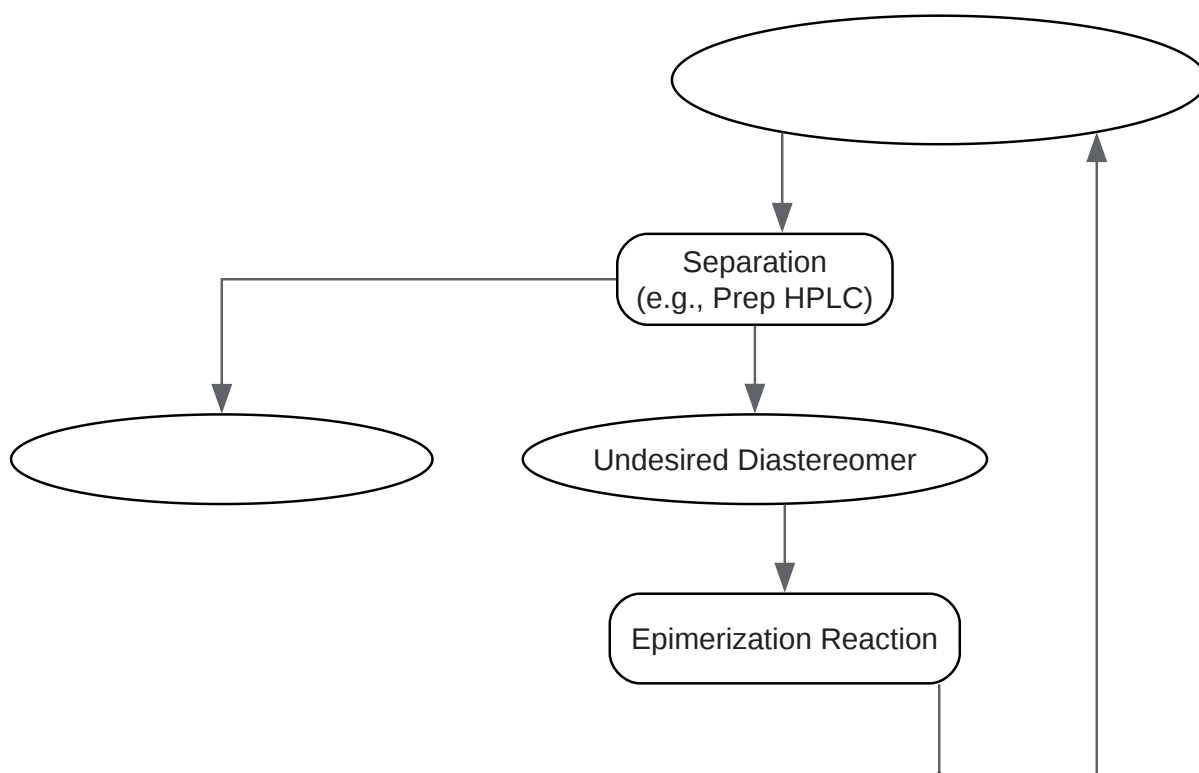 Separation
(e.g., Prep HPLC)
Undesired Diastereomer
Epimerization Reaction